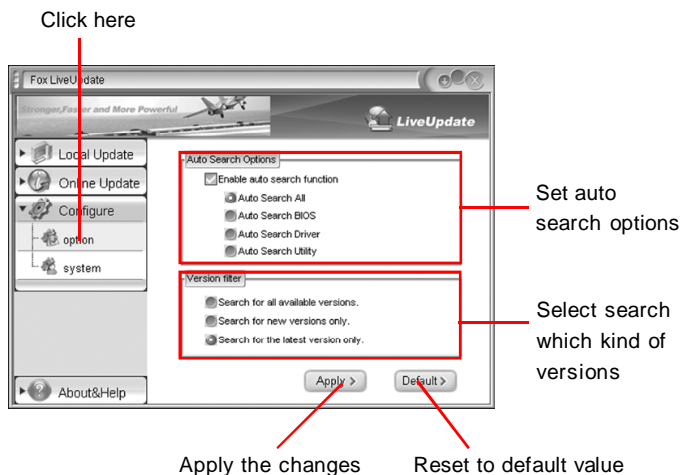 Click here
Fox LiveUpdate
Stronger,Faster and More Powerful
LiveUpdate
Local Update
Online Update
Configure
option
system
About&Help
Auto Search Options
Enable auto search function
Auto Search All
Auto Search BIOS
Auto Search Driver
Auto Search Utility
Version filter
Search for all available versions.
Search for new versions only.
Search for the latest version only.
Apply >
Default >
Set auto
search options
Select search
which kind of
versions
Apply the changes
Reset to default value